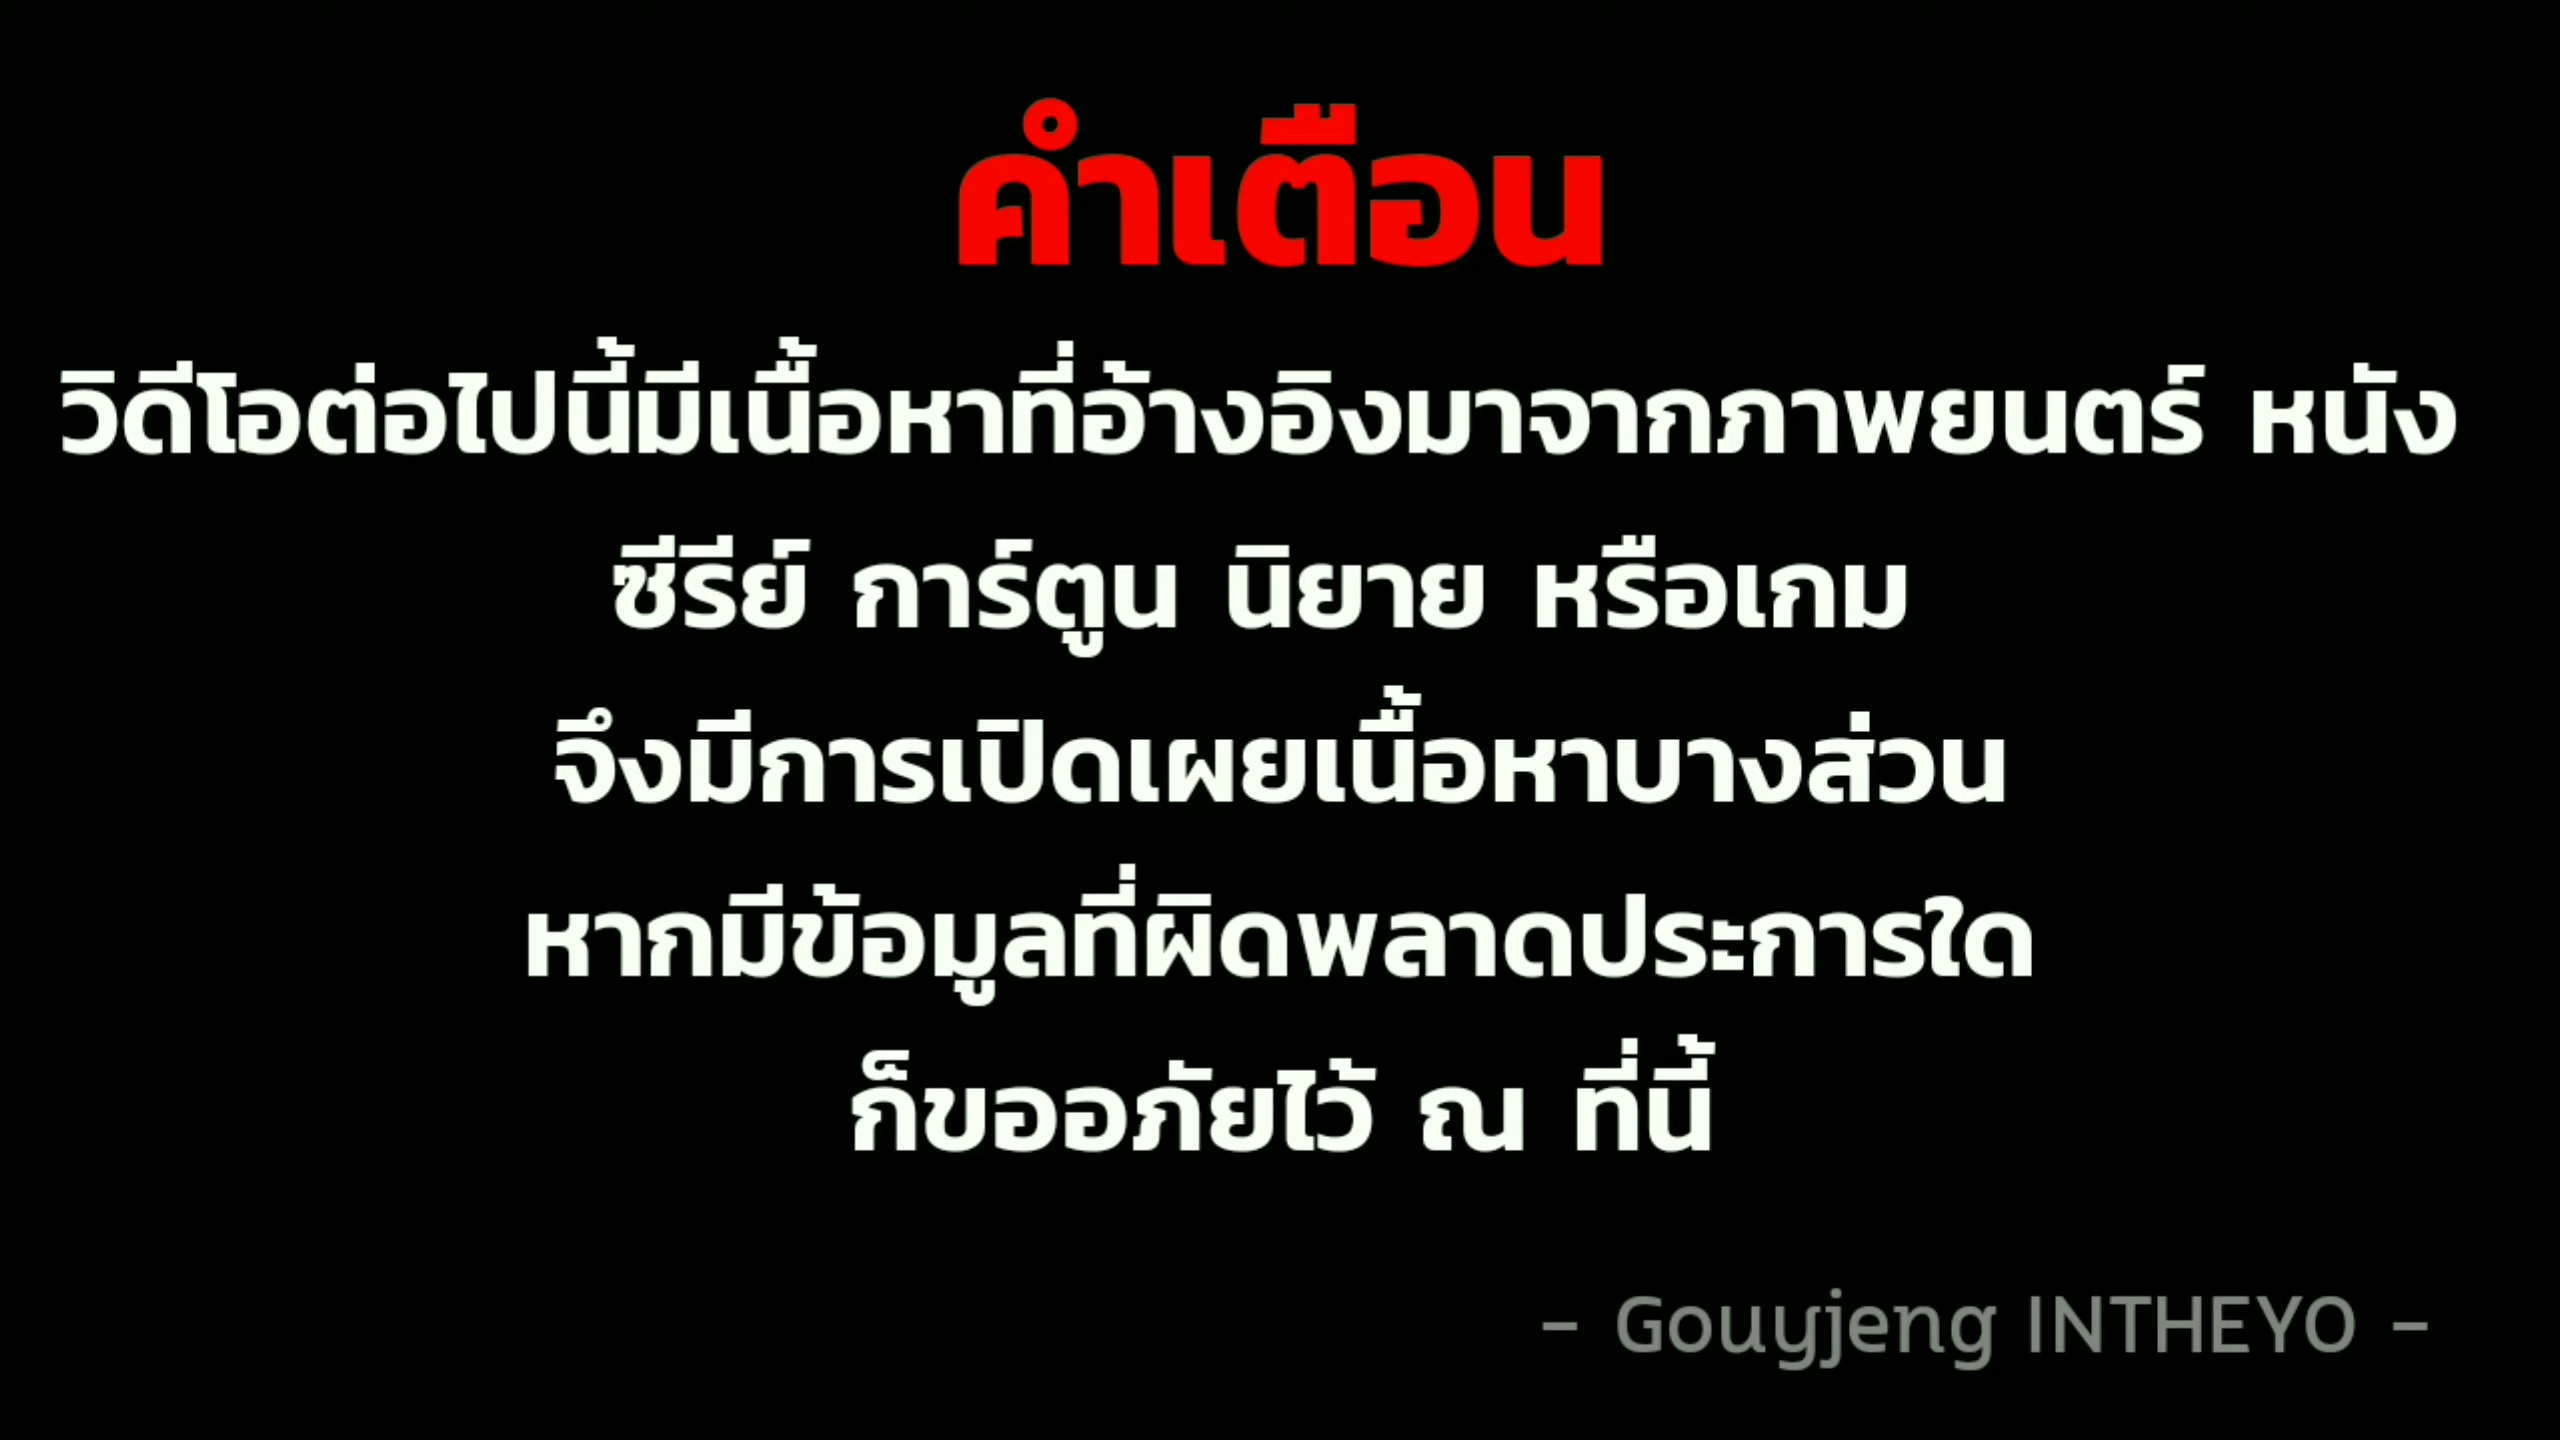 คำเตือน
วิดีโอต่อไปนี้มีเนื้อหาที่อ้างอิงมาจากภาพยนตร์ หนัง
ซีรีย์ การ์ตูน นิยาย หรือเกม
จึงมีการเปิดเผยเนื้อหาบางส่วน
หากมีข้อมูลที่ผิดพลาดประการใด
ก็ขออภัยไว้ ณ ที่นี้
- Gouyjeng INTHEYO -